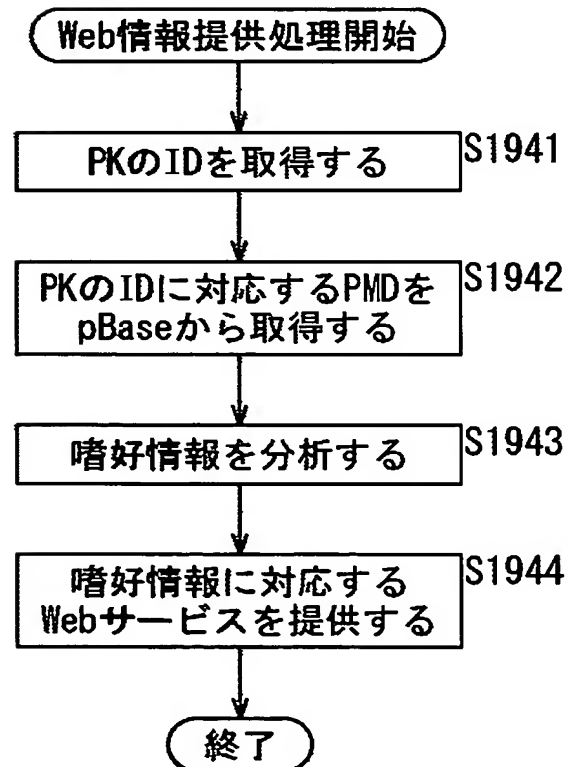 Web情報提供処理開始
PKのIDを取得する
S1941
PKのIDに対応するPMDを
pBaseから取得する
S1942
嗜好情報を分析する
S1943
嗜好情報に対応する
Webサービスを提供する
S1944
終了